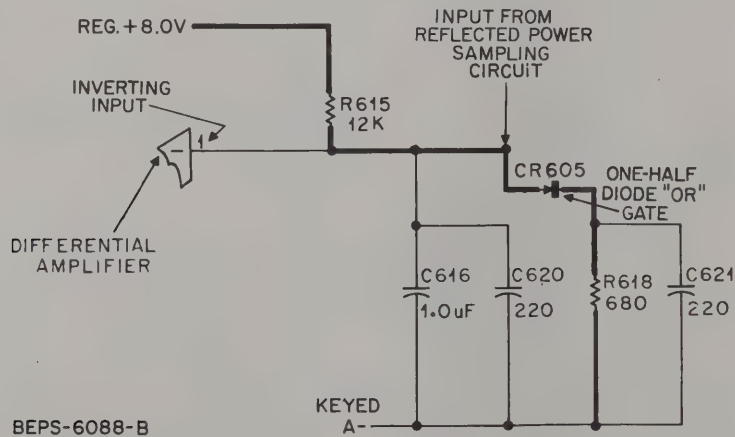 REG.+8.0V
INPUT FROM
REFLECTED POWER
SAMPLING
CIRCUIT
INVERTING
INPUT
R615
12K
1
−
CR605
ONE-HALF
DIODE "OR"
GATE
DIFFERENTIAL
AMPLIFIER
C616
1.0uF
C620
220
R618
680
C621
220
KEYED
A-
BEPS-6088-B